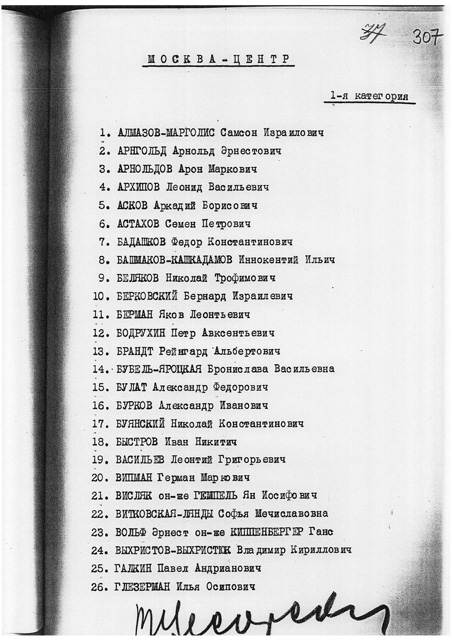 307
МОСКВА-ЦЕНТР
1-я категория
1. АЛМАЗОВ-МАРГОЛИС Самсон Израилович
2. АРНГОЛЬД Арнольд Эрнестович
3. АРНОЛЬДОВ Арон Маркович
4. АРХИПОВ Леонид Васильевич
5. АСКОВ Аркадий Борисович
6. АСТАХОВ Семен Петрович
7. БАДАШКОВ Федор Константинович
8. БАШМАКОВ-КАШКАДАМОВ Иннокентий Ильич
9. БЕЛЯКОВ Николай Трофимович
10. БЕРКОВСКИЙ Бернард Израилевич
11. БЕРМАН Яков Леонтьевич
12. БОДРУХИН Петр Авксентьевич
13. БРАНДТ Рейнгард Альбертович
14. БУБЕЛЬ-ЯРОЦКАЯ Бронислава Васильевна
15. БУЛАТ Александр Федорович
16. БУРКОВ Александр Иванович
17. БУЯНСКИЙ Николай Константинович
18. БЫСТРОВ Иван Никитич
19. ВАСИЛЬЕВ Леонтий Григорьевич
20. ВИПМАН Герман Маркович
21. ВИСЛЯК он-же ГЕМПЕЛЬ Ян Иосифович
22. ВИТКОВСКАЯ-ЛЯНДЫ Софья Мечиславовна
23. ВОЛЬФ Эрнест он-же КИППЕНБЕРГЕР Ганс
24. ВЫХРИСТОВ-ВЫХРИСТЮК Владимир Кириллович
25. ГАЛКИН Павел Андрианович
26. ГЛЕЗЕРМАН Илья Осипович